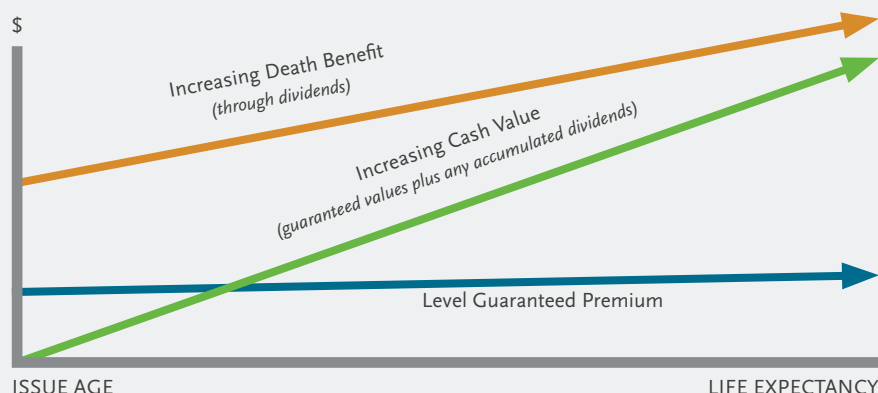 $
Increasing Death Benefit
(through dividends)
Increasing Cash Value
(guaranteed values plus any accumulated dividends)
Level Guaranteed Premium
ISSUE AGE
LIFE EXPECTANCY